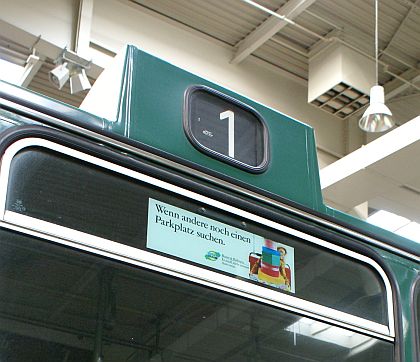 1
Wenn andere noch einen
Parkplatz suchen.